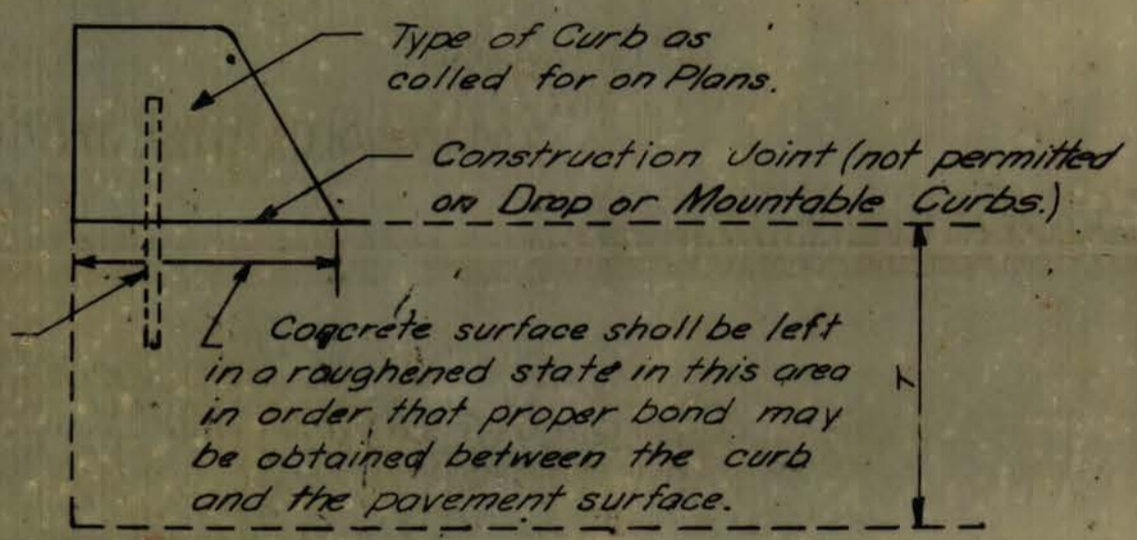 Type of Curb as
called for on Plans.
Construction Joint (not permitted
on Drop or Mountable Curbs.)
Concrete surface shall be left
in a roughened state in this area
in order that proper bond may
be obtained between the curb
and the pavement surface.
T